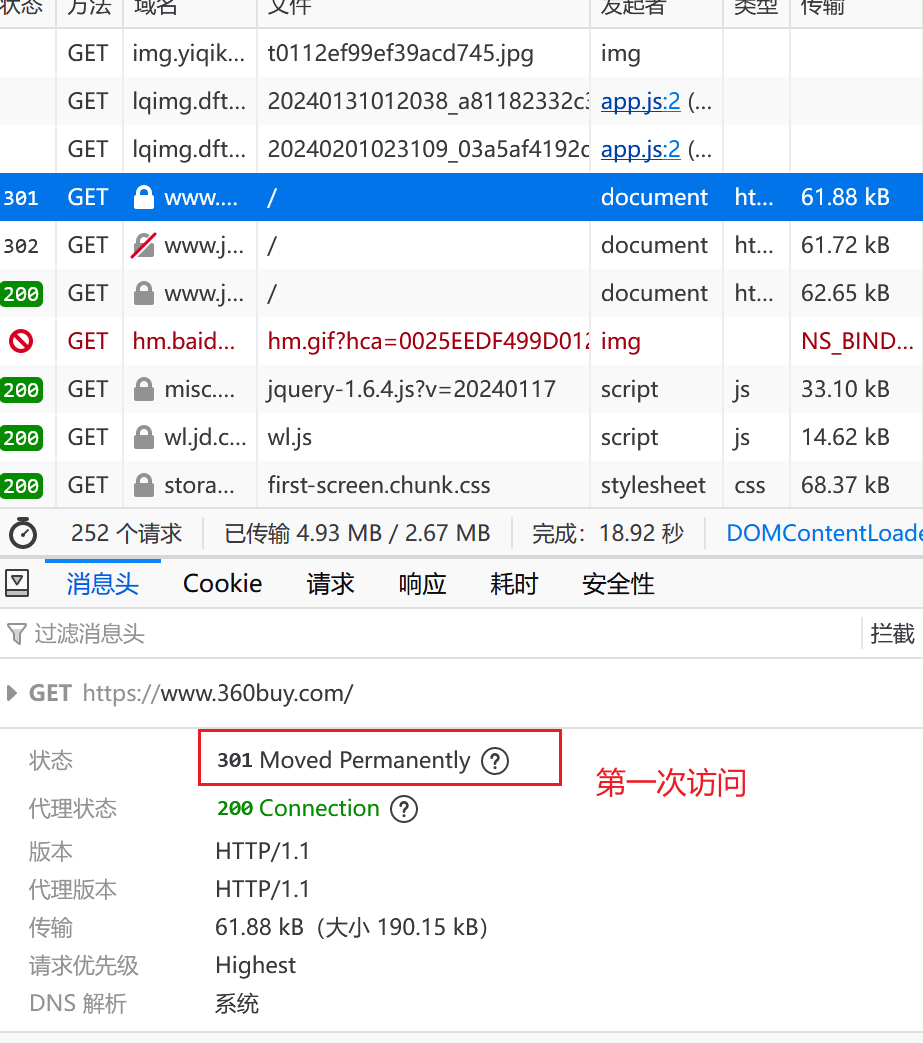 状态 方法 域名 文件 发起者 类型 传输
GET img.yiqik... t0112ef99ef39acd745.jpg img
GET lqimg.dft... 20240131012038_a81182332c3 app.js:2 (...
GET lqimg.dft... 20240201023109_03a5af4192c app.js:2 (...
301 GET www.... / document ht... 61.88 kB
302 GET www.j... / document ht... 61.72 kB
200 GET www.j... / document ht... 62.65 kB
GET hm.baid... hm.gif?hca=0025EEDF499D012 img NS_BIND...
200 GET misc.... jquery-1.6.4.js?v=20240117 script js 33.10 kB
200 GET wl.jd.c... wl.js script js 14.62 kB
200 GET stora... first-screen.chunk.css stylesheet css 68.37 kB
252 个请求 已传输 4.93 MB / 2.67 MB 完成：18.92 秒 DOMContentLoade
消息头 Cookie 请求 响应 耗时 安全性
过滤消息头 拦截
GET https://www.360buy.com/
状态 301 Moved Permanently ?
第一次访问
代理状态 200 Connection ?
版本 HTTP/1.1
代理版本 HTTP/1.1
传输 61.88 kB（大小 190.15 kB）
请求优先级 Highest
DNS 解析 系统